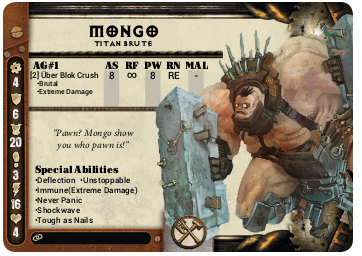 MONGO
TITAN BRUTE
AG#1 AS RF PW RN MAL
[2] Über Blok Crush 8 ∞ 8 RE -
•Brutal
•Extreme Damage
4
6
20
3
16
4
"Pawn? Mongo show
you who pawn is!"
Special Abilities
•Deflection •Unstoppable
•Immune(Extreme Damage)
•Never Panic
•Shockwave
•Tough as Nails